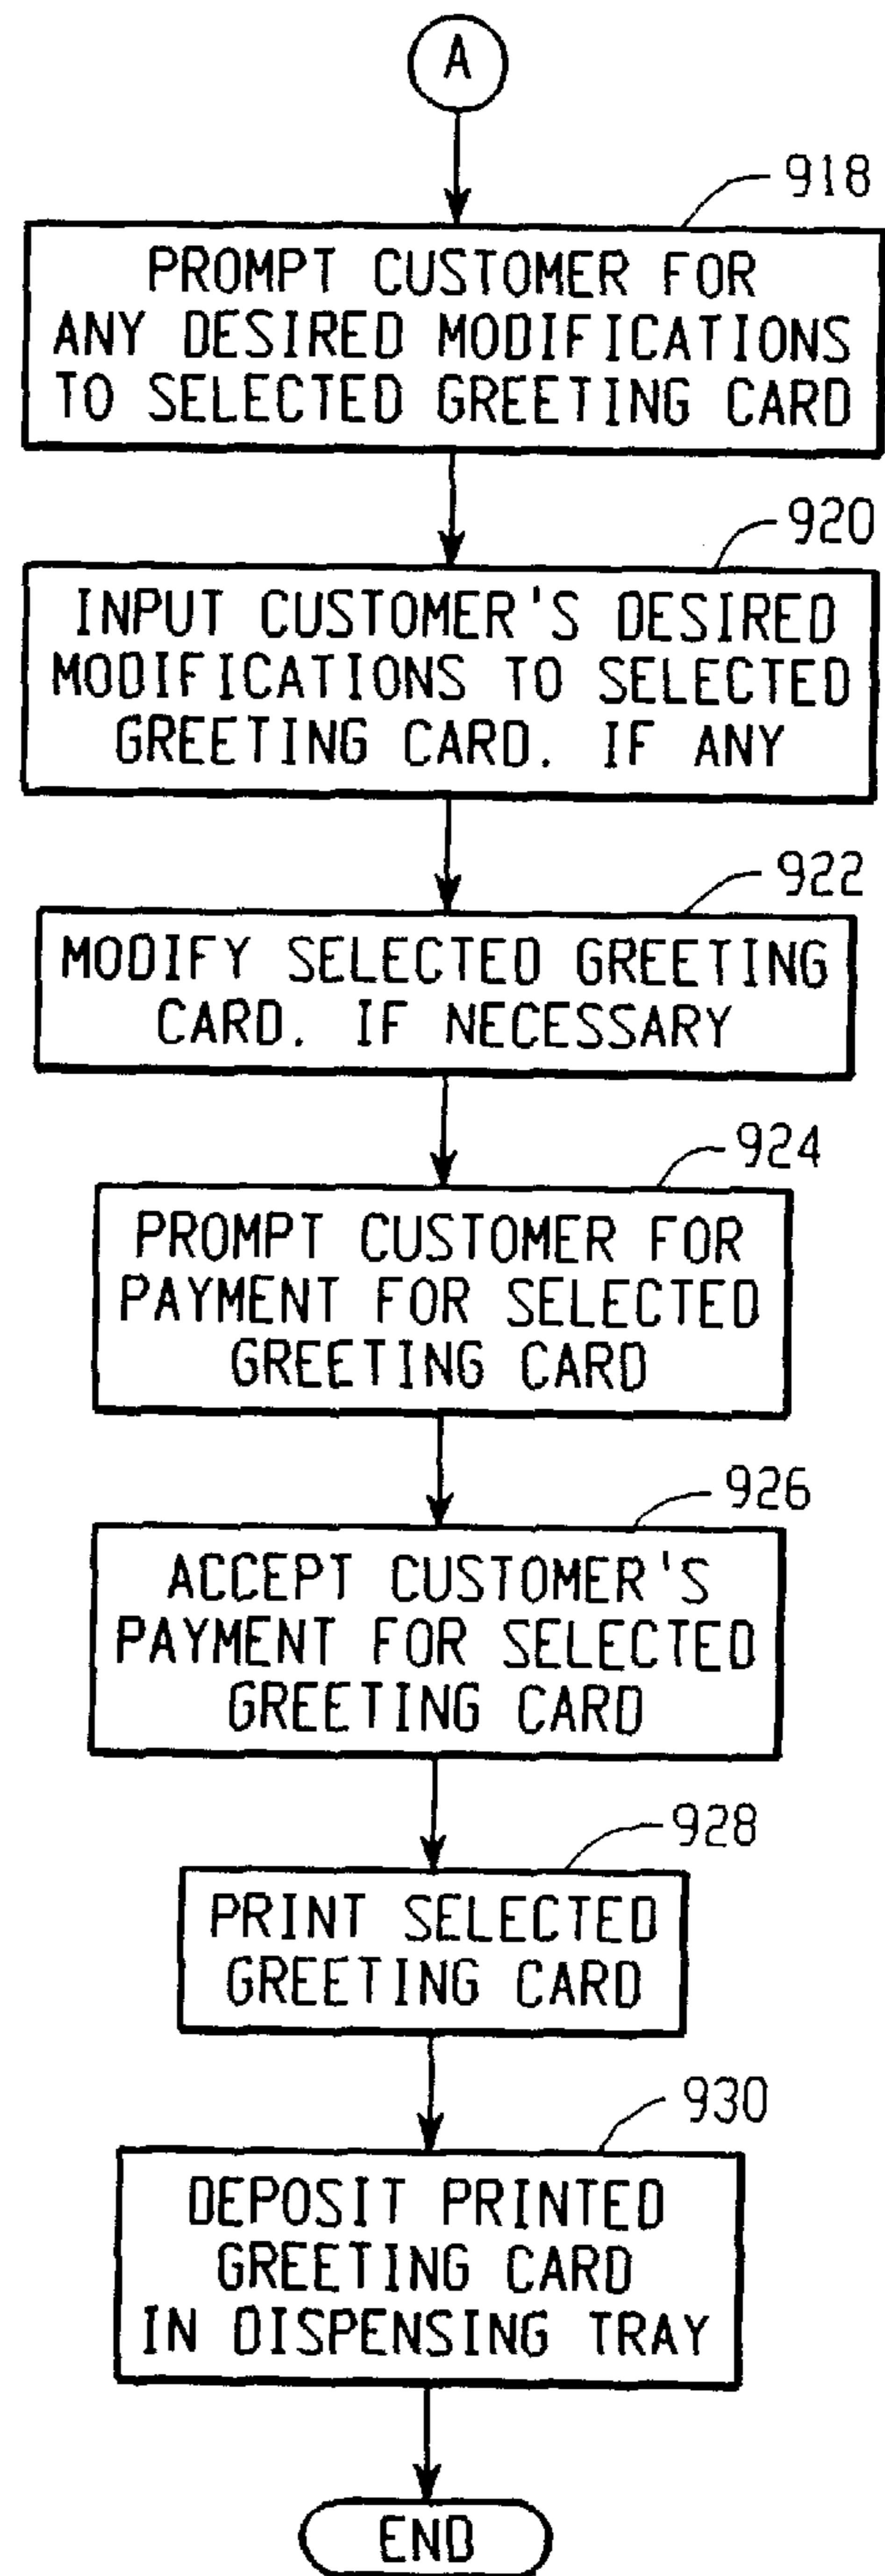 A
918
PROMPT CUSTOMER FOR
ANY DESIRED MODIFICATIONS
TO SELECTED GREETING CARD
920
INPUT CUSTOMER'S DESIRED
MODIFICATIONS TO SELECTED
GREETING CARD. IF ANY
922
MODIFY SELECTED GREETING
CARD. IF NECESSARY
924
PROMPT CUSTOMER FOR
PAYMENT FOR SELECTED
GREETING CARD
926
ACCEPT CUSTOMER'S
PAYMENT FOR SELECTED
GREETING CARD
928
PRINT SELECTED
GREETING CARD
930
DEPOSIT PRINTED
GREETING CARD
IN DISPENSING TRAY
END